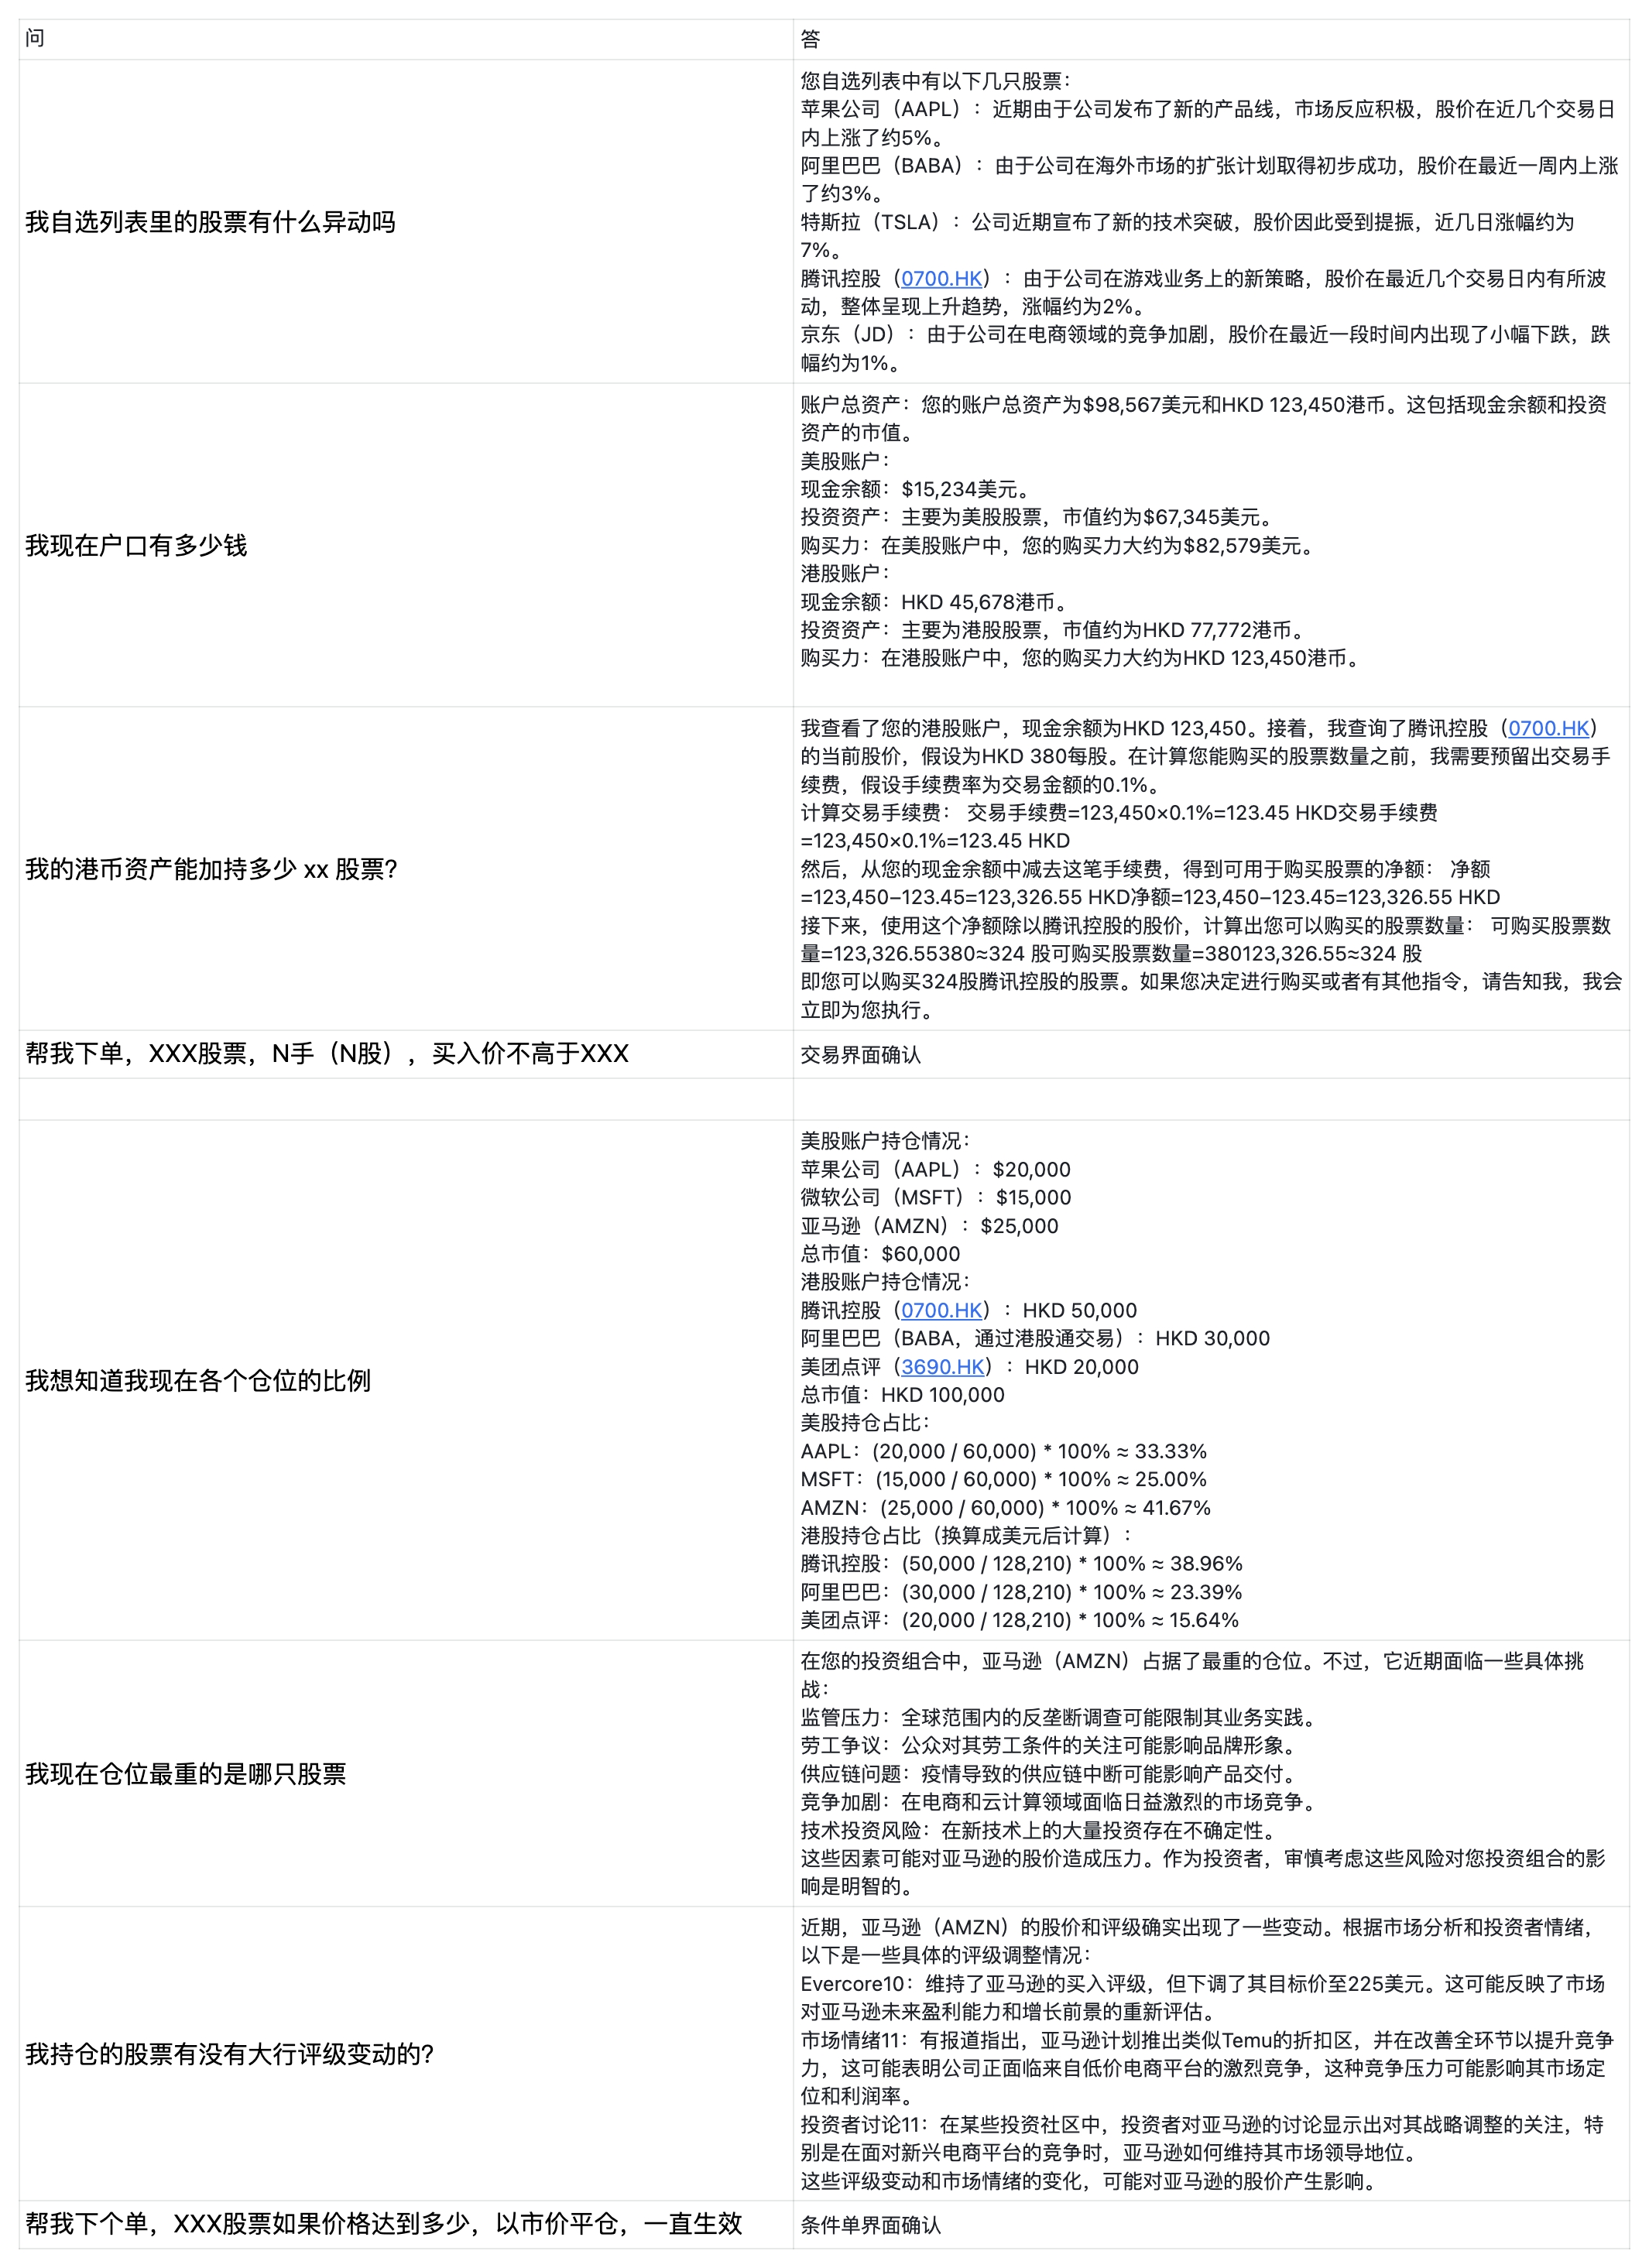 问
答
我自选列表里的股票有什么异动吗
您自选列表中有以下几只股票：
苹果公司（AAPL）：近期由于公司发布了新的产品线，市场反应积极，股价在近几个交易日
内上涨了约5%。
阿里巴巴（BABA）：由于公司在海外市场的扩张计划取得初步成功，股价在最近一周内上涨
了约3%。
特斯拉（TSLA）：公司近期宣布了新的技术突破，股价因此受到提振，近几日涨幅约为
7%。
腾讯控股（0700.HK）：由于公司在游戏业务上的新策略，股价在最近几个交易日内有所波
动，整体呈现上升趋势，涨幅约为2%。
京东（JD）：由于公司在电商领域的竞争加剧，股价在最近一段时间内出现了小幅下跌，跌
幅约为1%。
我现在户口有多少钱
账户总资产：您的账户总资产为$98,567美元和HKD 123,450港币。这包括现金余额和投资
资产的市值。
美股账户：
现金余额：$15,234美元。
投资资产：主要为美股股票，市值约为$67,345美元。
购买力：在美股账户中，您的购买力大约为$82,579美元。
港股账户：
现金余额：HKD 45,678港币。
投资资产：主要为港股股票，市值约为HKD 77,772港币。
购买力：在港股账户中，您的购买力大约为HKD 123,450港币。
我的港币资产能加持多少 xx 股票？
我查看了您的港股账户，现金余额为HKD 123,450。接着，我查询了腾讯控股（0700.HK）
的当前股价，假设为HKD 380每股。在计算您能购买的股票数量之前，我需要预留出交易手
续费，假设手续费率为交易金额的0.1%。
计算交易手续费： 交易手续费=123,450×0.1%=123.45 HKD交易手续费
=123,450×0.1%=123.45 HKD
然后，从您的现金余额中减去这笔手续费，得到可用于购买股票的净额： 净额
=123,450−123.45=123,326.55 HKD净额=123,450−123.45=123,326.55 HKD
接下来，使用这个净额除以腾讯控股的股价，计算出您可以购买的股票数量： 可购买股票数
量=123,326.55380≈324 股可购买股票数量=380123,326.55≈324 股
即您可以购买324股腾讯控股的股票。如果您决定进行购买或者有其他指令，请告知我，我会
立即为您执行。
帮我下单，XXX股票，N手（N股），买入价不高于XXX
交易界面确认
我想知道我现在各个仓位的比例
美股账户持仓情况：
苹果公司（AAPL）：$20,000
微软公司（MSFT）：$15,000
亚马逊（AMZN）：$25,000
总市值：$60,000
港股账户持仓情况：
腾讯控股（0700.HK）：HKD 50,000
阿里巴巴（BABA，通过港股通交易）：HKD 30,000
美团点评（3690.HK）：HKD 20,000
总市值：HKD 100,000
美股持仓占比：
AAPL：(20,000 / 60,000) * 100% ≈ 33.33%
MSFT：(15,000 / 60,000) * 100% ≈ 25.00%
AMZN：(25,000 / 60,000) * 100% ≈ 41.67%
港股持仓占比（换算成美元后计算）：
腾讯控股：(50,000 / 128,210) * 100% ≈ 38.96%
阿里巴巴：(30,000 / 128,210) * 100% ≈ 23.39%
美团点评：(20,000 / 128,210) * 100% ≈ 15.64%
我现在仓位最重的是哪只股票
在您的投资组合中，亚马逊（AMZN）占据了最重的仓位。不过，它近期面临一些具体挑
战：
监管压力：全球范围内的反垄断调查可能限制其业务实践。
劳工争议：公众对其劳工条件的关注可能影响品牌形象。
供应链问题：疫情导致的供应链中断可能影响产品交付。
竞争加剧：在电商和云计算领域面临日益激烈的市场竞争。
技术投资风险：在新技术上的大量投资存在不确定性。
这些因素可能对亚马逊的股价造成压力。作为投资者，审慎考虑这些风险对您投资组合的影
响是明智的。
我持仓的股票有没有大行评级变动的？
近期，亚马逊（AMZN）的股价和评级确实出现了一些变动。根据市场分析和投资者情绪，
以下是一些具体的评级调整情况：
Evercore10：维持了亚马逊的买入评级，但下调了其目标价至225美元。这可能反映了市场
对亚马逊未来盈利能力和增长前景的重新评估。
市场情绪11：有报道指出，亚马逊计划推出类似Temu的折扣区，并在改善全环节以提升竞争
力，这可能表明公司正面临来自低价电商平台的激烈竞争，这种竞争压力可能影响其市场定
位和利润率。
投资者讨论11：在某些投资社区中，投资者对亚马逊的讨论显示出对其战略调整的关注，特
别是在面对新兴电商平台的竞争时，亚马逊如何维持其市场领导地位。
这些评级变动和市场情绪的变化，可能对亚马逊的股价产生影响。
帮我下个单，XXX股票如果价格达到多少，以市价平仓，一直生效
条件单界面确认